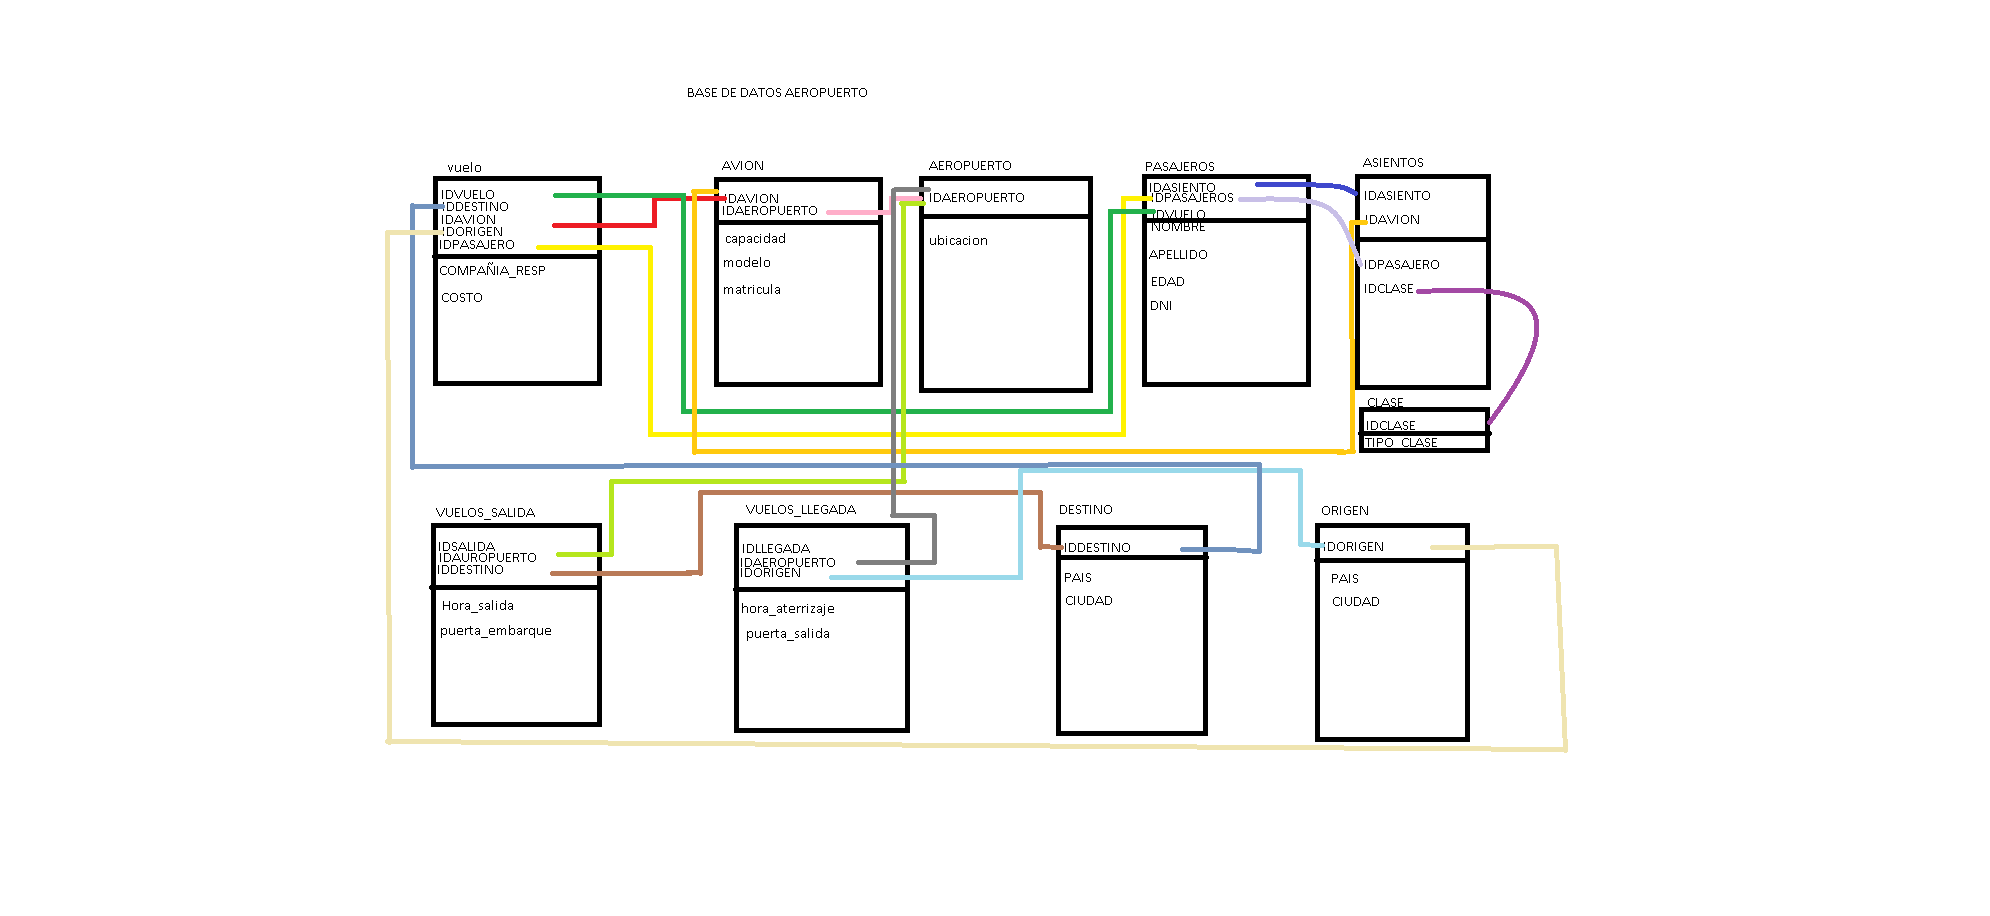 BASE DE DATOS AEROPUERTO
vuelo
IDVUELO
IDDESTINO
IDAVION
IDORIGEN
IDPASAJERO
COMPAÑIA_RESP
COSTO
AVION
IDAVION
IDAEROPUERTO
capacidad
modelo
matricula
AEROPUERTO
IDAEROPUERTO
ubicacion
PASAJEROS
IDASIENTO
IDPASAJEROS
IDVUELO
NOMBRE
APELLIDO
EDAD
DNI
ASIENTOS
IDASIENTO
IDAVION
IDPASAJERO
IDCLASE
CLASE
IDCLASE
TIPO_CLASE
VUELOS_SALIDA
IDSALIDA
IDAUROPUERTO
IDDESTINO
Hora_salida
puerta_embarque
VUELOS_LLEGADA
IDLLEGADA
IDAEROPUERTO
IDORIGEN
hora_aterrizaje
puerta_salida
DESTINO
IDDESTINO
PAIS
CIUDAD
ORIGEN
IDORIGEN
PAIS
CIUDAD